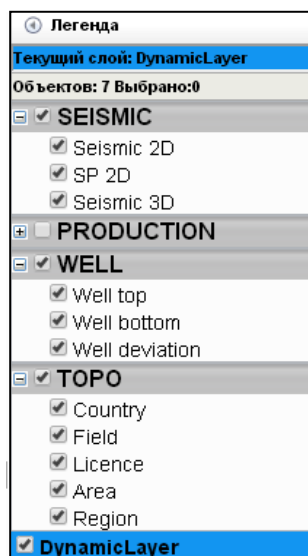 Легенда
Текущий слой: DynamicLayer
Объектов: 7 Выбрано:0
SEISMIC
Seismic 2D
SP 2D
Seismic 3D
PRODUCTION
WELL
Well top
Well bottom
Well deviation
TOPO
Country
Field
Licence
Area
Region
DynamicLayer